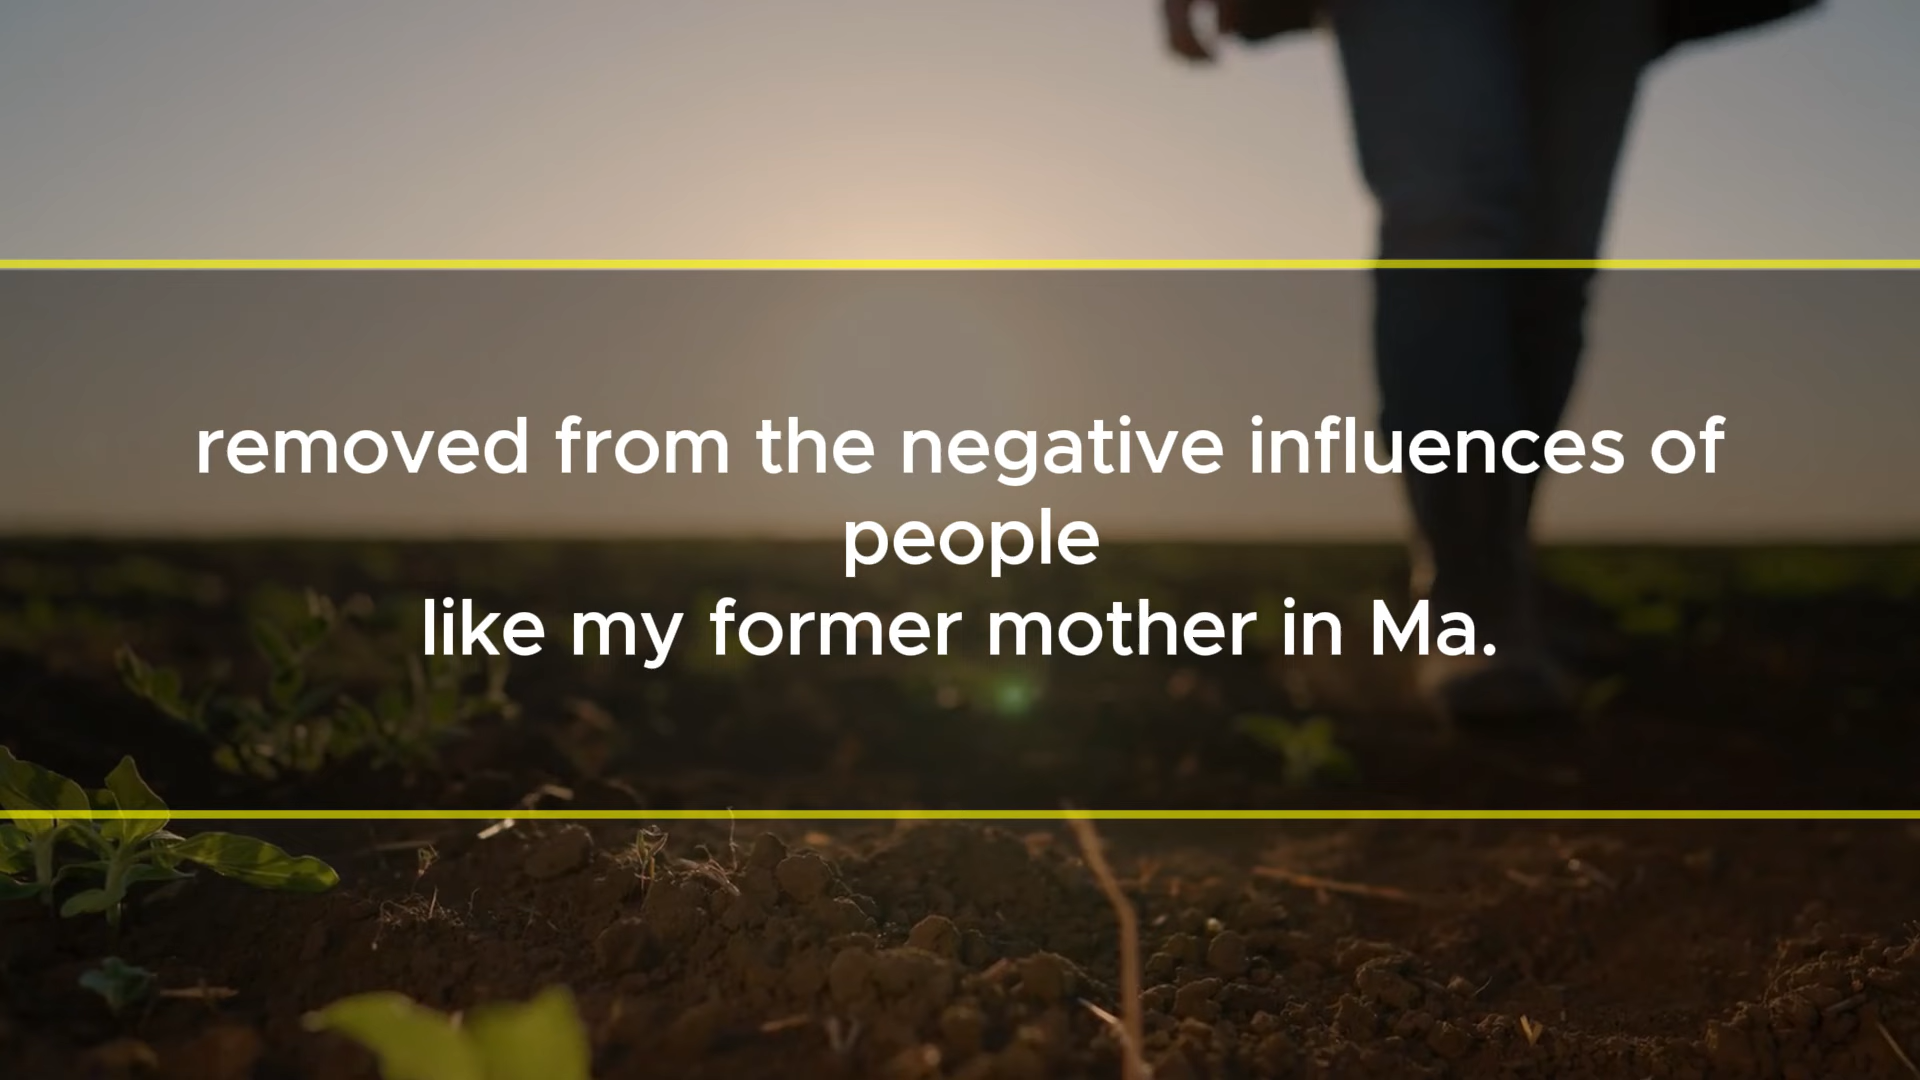 removed from the negative influences of
people
like my former mother in Ma.